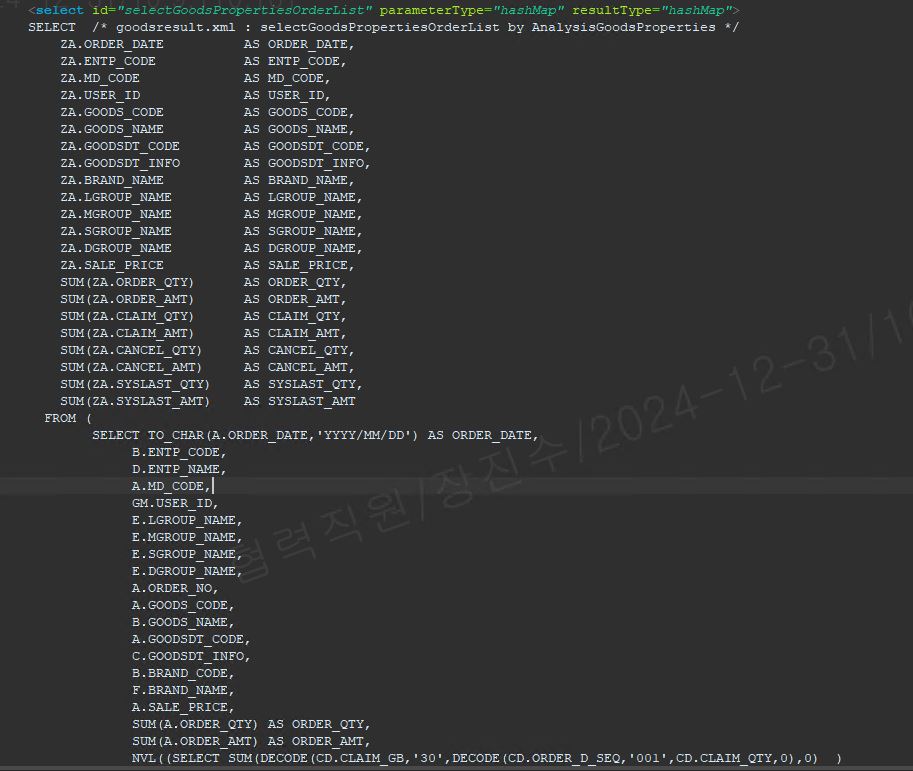 <select id="selectGoodsPropertiesOrderList" parameterType="hashMap" resultType="hashMap">
SELECT /* goodsresult.xml : selectGoodsPropertiesOrderList by AnalysisGoodsProperties */
ZA.ORDER_DATE AS ORDER_DATE,
ZA.ENTP_CODE AS ENTP_CODE,
ZA.MD_CODE AS MD_CODE,
ZA.USER_ID AS USER_ID,
ZA.GOODS_CODE AS GOODS_CODE,
ZA.GOODS_NAME AS GOODS_NAME,
ZA.GOODSDT_CODE AS GOODSDT_CODE,
ZA.GOODSDT_INFO AS GOODSDT_INFO,
ZA.BRAND_NAME AS BRAND_NAME,
ZA.LGROUP_NAME AS LGROUP_NAME,
ZA.MGROUP_NAME AS MGROUP_NAME,
ZA.SGROUP_NAME AS SGROUP_NAME,
ZA.DGROUP_NAME AS DGROUP_NAME,
ZA.SALE_PRICE AS SALE_PRICE,
SUM(ZA.ORDER_QTY) AS ORDER_QTY,
SUM(ZA.ORDER_AMT) AS ORDER_AMT,
SUM(ZA.CLAIM_QTY) AS CLAIM_QTY,
SUM(ZA.CLAIM_AMT) AS CLAIM_AMT,
SUM(ZA.CANCEL_QTY) AS CANCEL_QTY,
SUM(ZA.CANCEL_AMT) AS CANCEL_AMT,
SUM(ZA.SYSLAST_QTY) AS SYSLAST_QTY,
SUM(ZA.SYSLAST_AMT) AS SYSLAST_AMT
FROM (
SELECT TO_CHAR(A.ORDER_DATE,'YYYY/MM/DD') AS ORDER_DATE,
B.ENTP_CODE,
D.ENTP_NAME,
A.MD_CODE,
GM.USER_ID,
E.LGROUP_NAME,
E.MGROUP_NAME,
E.SGROUP_NAME,
E.DGROUP_NAME,
A.ORDER_NO,
A.GOODS_CODE,
B.GOODS_NAME,
A.GOODSDT_CODE,
C.GOODSDT_INFO,
B.BRAND_CODE,
F.BRAND_NAME,
A.SALE_PRICE,
SUM(A.ORDER_QTY) AS ORDER_QTY,
SUM(A.ORDER_AMT) AS ORDER_AMT,
NVL((SELECT SUM(DECODE(CD.CLAIM_GB,'30',DECODE(CD.ORDER_D_SEQ,'001',CD.CLAIM_QTY,0),0) )
협력직원/장진수/2024-12-31/1